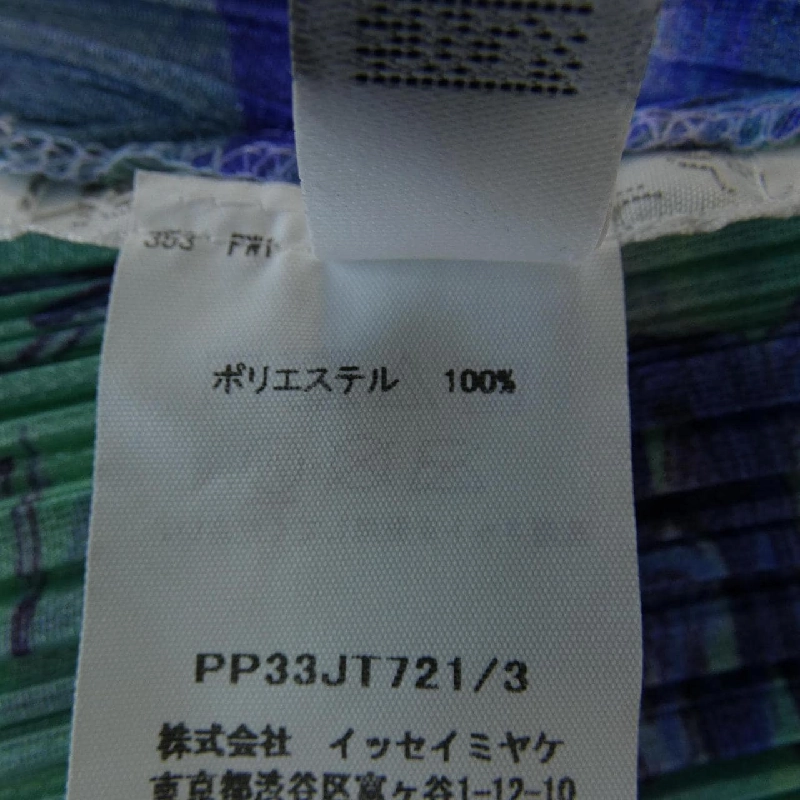 353
ポリエステル 100%
PP33JT721/3
株式会社 イッセイミヤケ
東京都渋谷区富ヶ谷1-12-10